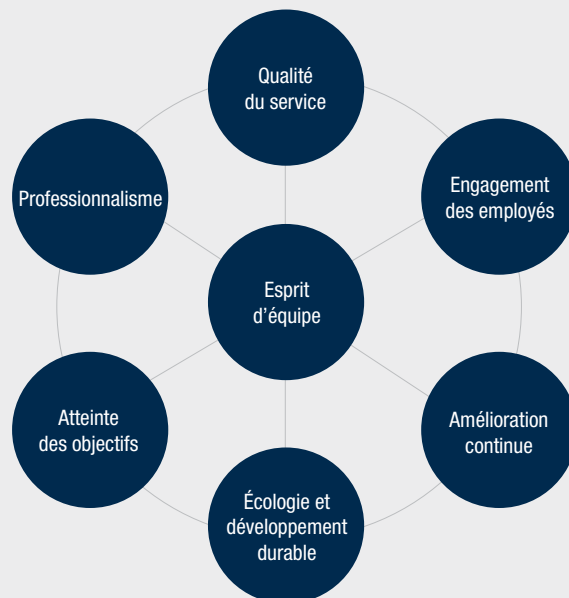 Qualité
du service
Professionnalisme
Engagement
des employés
Esprit
d’équipe
Atteinte
des objectifs
Amélioration
continue
Écologie et
développement
durable